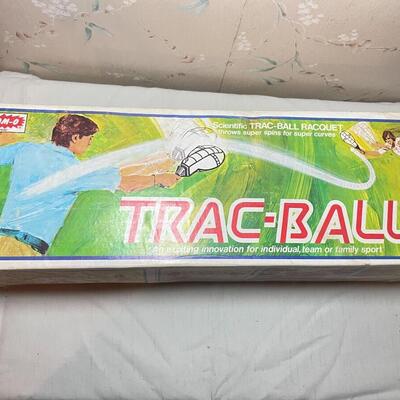 M-O
Scientific TRAC-BALL RACQUET
throws super spins for super curves
TRAC-BALL
An exciting innovation for individual, team or family sport